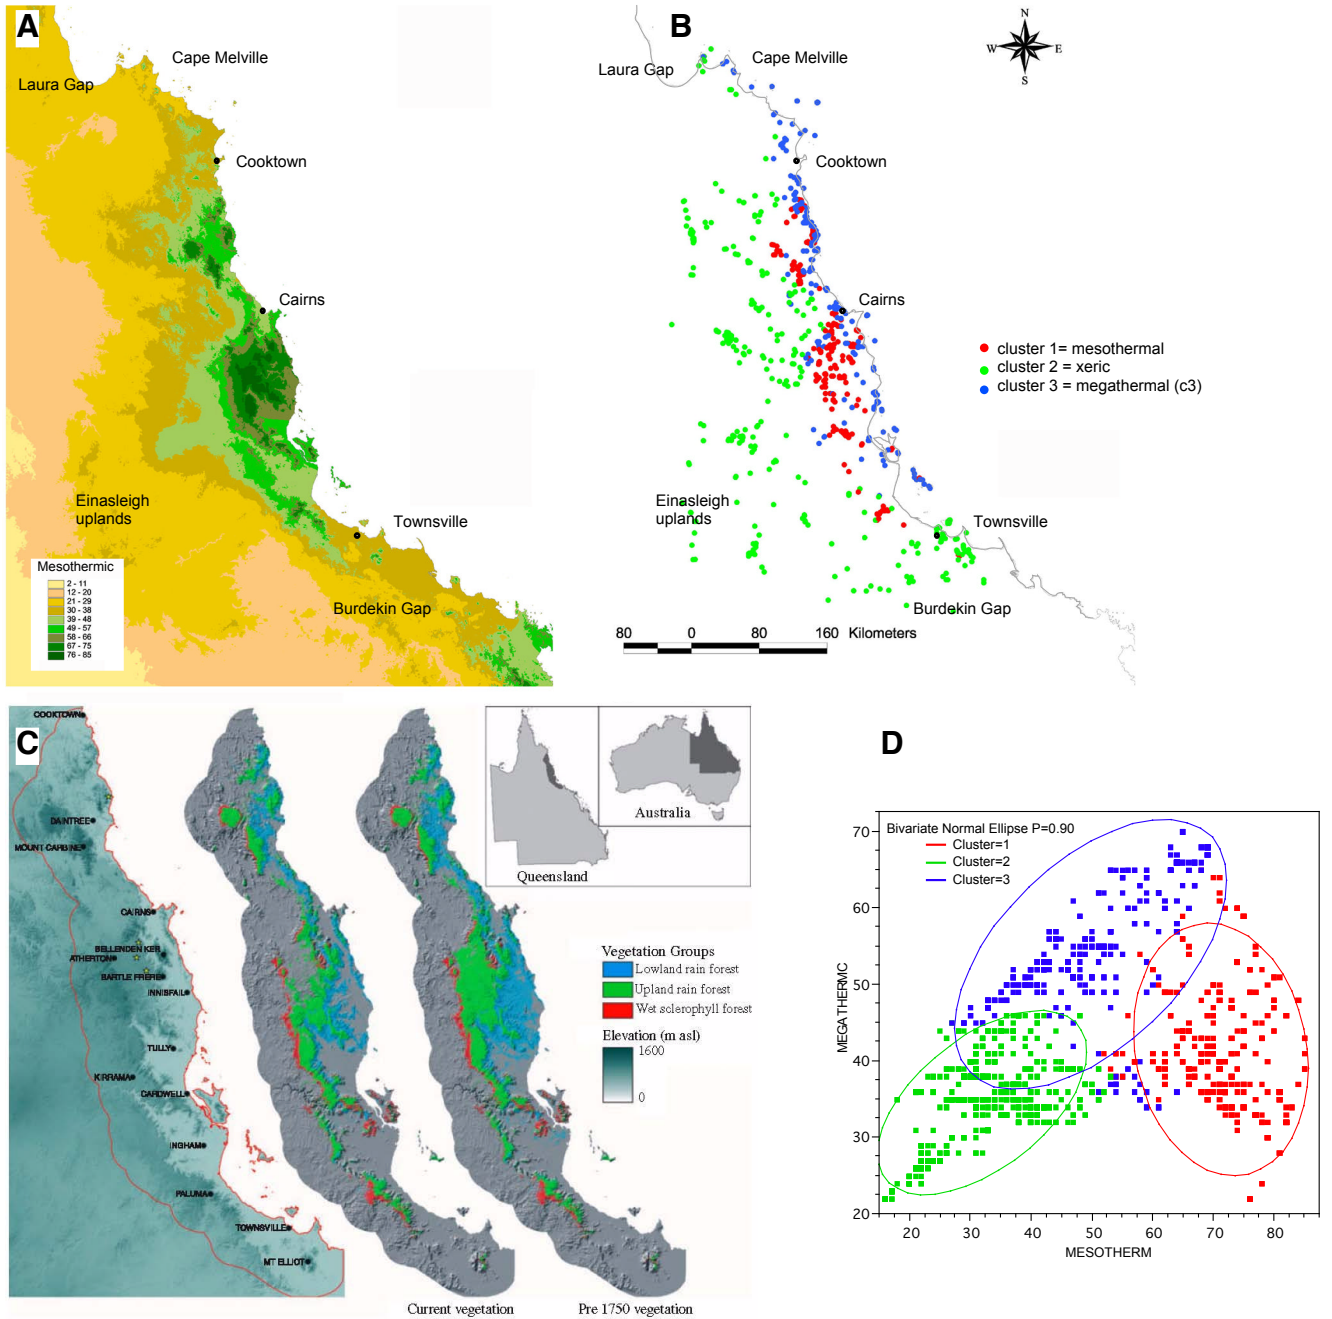 A
Cape Melville
Laura Gap
Cooktown
Cairns
Einasleigh
uplands
Townsville
Burdekin Gap
Mesothermic
2 - 11
12 - 20
21 - 29
30 - 38
39 - 48
49 - 57
58 - 66
67 - 75
76 - 85
B
N
W
E
S
Laura Gap
Cape Melville
Cooktown
Cairns
cluster 1= mesothermal
cluster 2 = xeric
cluster 3 = megathermal (c3)
Einasleigh
uplands
Townsville
Burdekin Gap
80 0 80 160 Kilometers
C
COOKTOWN
DAINTREE
MOUNT CARBINE
CAIRNS
BELLENDEN KER
ATHERTON
BARTLE FRERE
INNISFAIL
TULLY
KIRRAMA
CARDWELL
INGHAM
PALUMA
TOWNSVILLE
MT ELLIOT
Queensland
Australia
Vegetation Groups
Lowland rain forest
Upland rain forest
Wet sclerophyll forest
Elevation (m asl)
1600
0
Current vegetation
Pre 1750 vegetation
D
Bivariate Normal Ellipse P=0.90
Cluster=1
Cluster=2
Cluster=3
MEGATHERMC
70
60
50
40
30
20
20 30 40 50 60 70 80
MESOTHERM